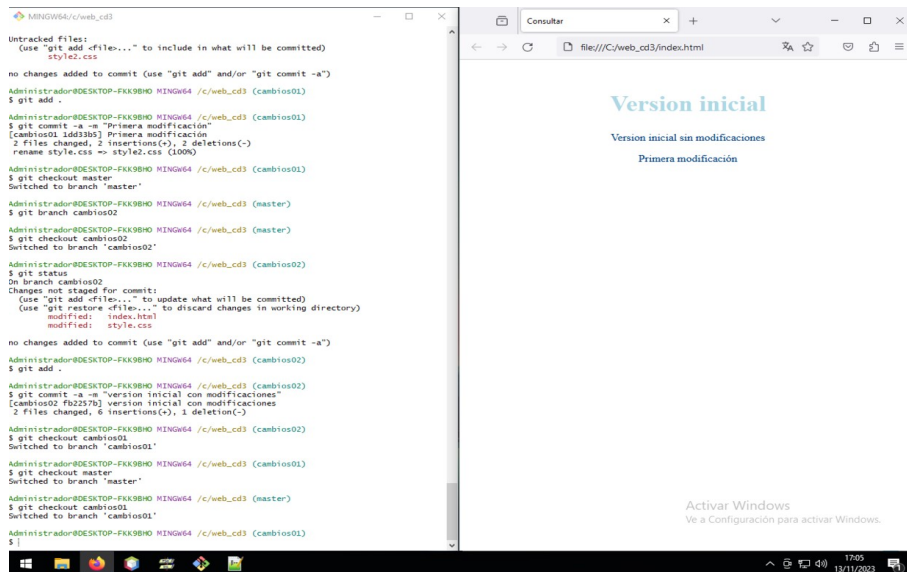 MINGW64:/c/web_cd3
Untracked files:
(use "git add <file>..." to include in what will be committed)
style2.css
no changes added to commit (use "git add" and/or "git commit -a")
Administrador@DESKTOP-FKK9BHO MINGW64 /c/web_cd3 (cambios01)
$ git add .
Administrador@DESKTOP-FKK9BHO MINGW64 /c/web_cd3 (cambios01)
$ git commit -a -m "Primera modificación"
[cambios01 1dd33b5] Primera modificación
2 files changed, 2 insertions(+), 2 deletions(-)
rename style.css => style2.css (100%)
Administrador@DESKTOP-FKK9BHO MINGW64 /c/web_cd3 (cambios01)
$ git checkout master
Switched to branch 'master'
Administrador@DESKTOP-FKK9BHO MINGW64 /c/web_cd3 (master)
$ git branch cambios02
Administrador@DESKTOP-FKK9BHO MINGW64 /c/web_cd3 (master)
$ git checkout cambios02
Switched to branch 'cambios02'
Administrador@DESKTOP-FKK9BHO MINGW64 /c/web_cd3 (cambios02)
$ git status
On branch cambios02
Changes not staged for commit:
(use "git add <file>..." to update what will be committed)
(use "git restore <file>..." to discard changes in working directory)
modified: index.html
modified: style.css
no changes added to commit (use "git add" and/or "git commit -a")
Administrador@DESKTOP-FKK9BHO MINGW64 /c/web_cd3 (cambios02)
$ git add .
Administrador@DESKTOP-FKK9BHO MINGW64 /c/web_cd3 (cambios02)
$ git commit -a -m "version inicial con modificaciones"
[cambios02 fb2257b] version inicial con modificaciones
2 files changed, 6 insertions(+), 1 deletion(-)
Administrador@DESKTOP-FKK9BHO MINGW64 /c/web_cd3 (cambios02)
$ git checkout cambios01
Switched to branch 'cambios01'
Administrador@DESKTOP-FKK9BHO MINGW64 /c/web_cd3 (cambios01)
$ git checkout master
Switched to branch 'master'
Administrador@DESKTOP-FKK9BHO MINGW64 /c/web_cd3 (master)
$ git checkout cambios01
Switched to branch 'cambios01'
Administrador@DESKTOP-FKK9BHO MINGW64 /c/web_cd3 (cambios01)
$
Consultar
file:///C:/web_cd3/index.html
Version inicial
Version inicial sin modificaciones
Primera modificación
Activar Windows
Ve a Configuración para activar Windows.
17:05
13/11/2023